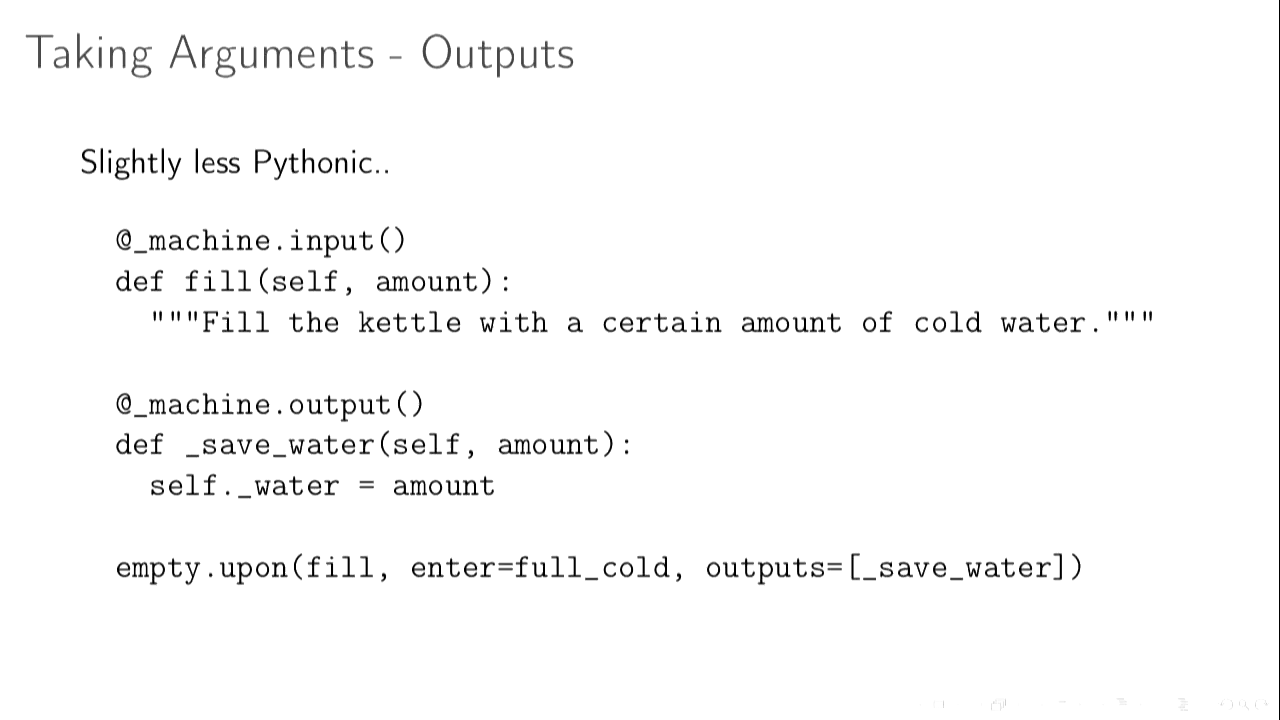 Taking Arguments - Outputs
Slightly less Pythonic..
@_machine.input()
def fill(self, amount):
"""Fill the kettle with a certain amount of cold water."""
@_machine.output()
def _save_water(self, amount):
self._water = amount
empty.upon(fill, enter=full_cold, outputs=[_save_water])